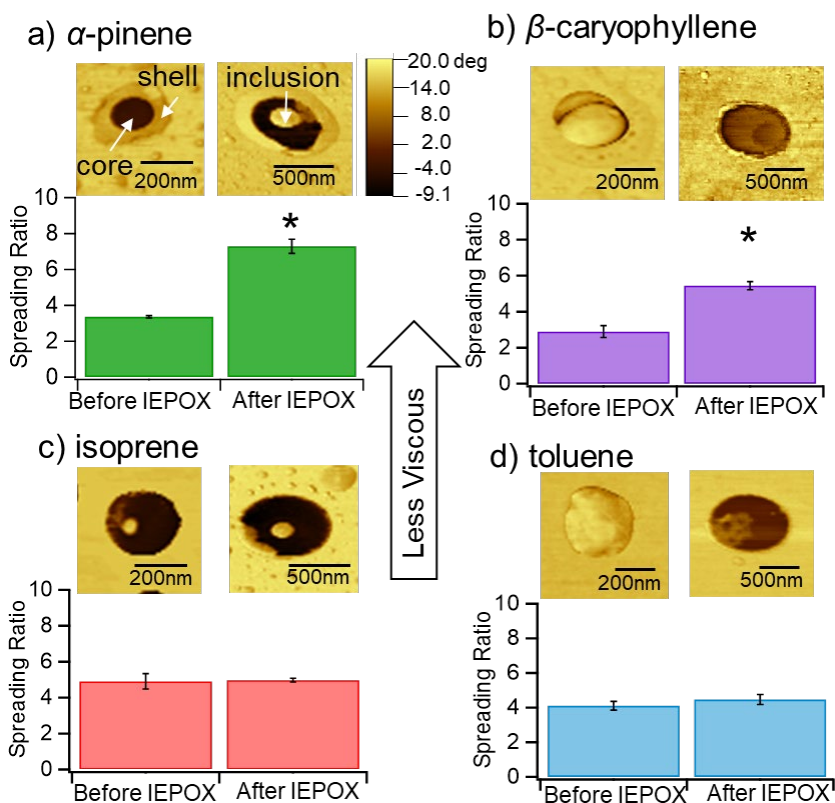 a) α-pinene
shell
core
200nm
inclusion
500nm
20.0 deg
14.0
8.0
2.0
-4.0
-9.1
Spreading Ratio
10
8
6
4
2
0
*
Before IEPOX
After IEPOX
b) β-caryophyllene
200nm
500nm
Spreading Ratio
10
8
6
4
2
0
*
Before IEPOX
After IEPOX
Less Viscous
c) isoprene
200nm
500nm
Spreading Ratio
10
8
6
4
2
0
Before IEPOX
After IEPOX
d) toluene
200nm
500nm
Spreading Ratio
10
8
6
4
2
0
Before IEPOX
After IEPOX